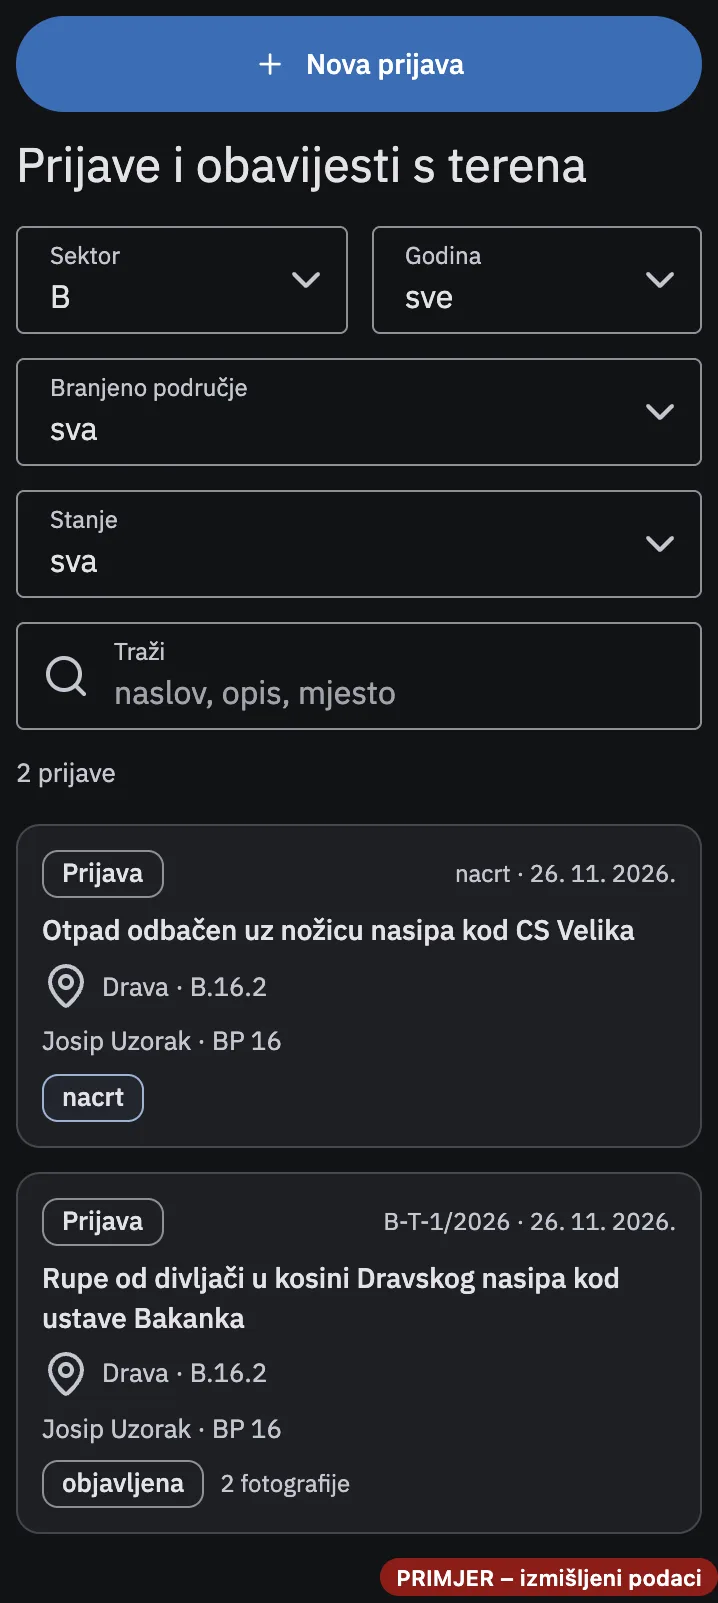 + Nova prijava
Prijave i obavijesti s terena
Sektor
B
Godina
sve
Branjeno područje
sva
Stanje
sva
Traži
naslov, opis, mjesto
2 prijave
Prijava
nacrt · 26. 11. 2026.
Otpad odbačen uz nožicu nasipa kod CS Velika
Drava · B.16.2
Josip Uzorak · BP 16
nacrt
Prijava
B-T-1/2026 · 26. 11. 2026.
Rupe od divljači u kosini Dravskog nasipa kod
ustave Bakanka
Drava · B.16.2
Josip Uzorak · BP 16
objavljena 2 fotografije
PRIMJER – izmišljeni podaci